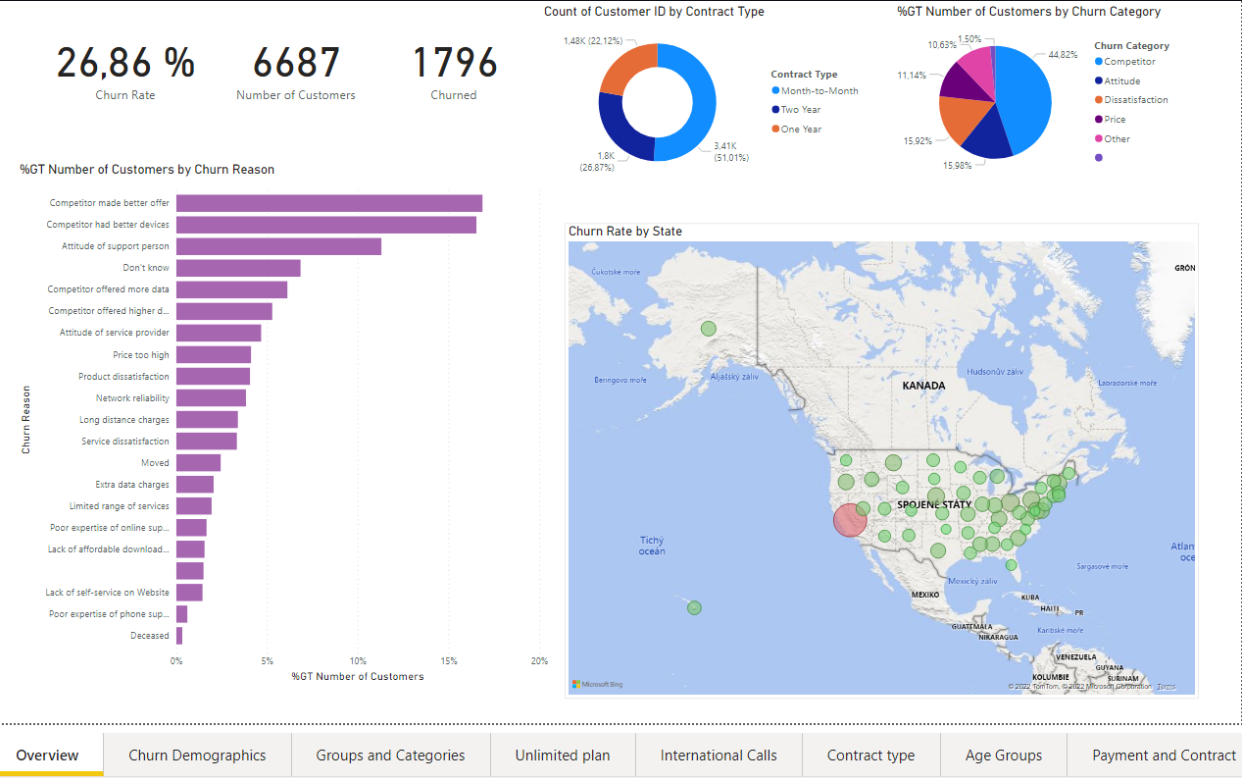 26,86 %
Churn Rate
6687
Number of Customers
1796
Churned
Count of Customer ID by Contract Type
1,48K (22,12%)
1,8K
(26,87%)
3,41K
(51,01%)
Contract Type
Month-to-Month
Two Year
One Year
%GT Number of Customers by Churn Category
1,50%
10,63%
11,14%
15,92%
15,98%
44,82%
Churn Category
Competitor
Attitude
Dissatisfaction
Price
Other
%GT Number of Customers by Churn Reason
Churn Reason
Competitor made better offer
Competitor had better devices
Attitude of support person
Don't know
Competitor offered more data
Competitor offered higher d...
Attitude of service provider
Price too high
Product dissatisfaction
Network reliability
Long distance charges
Service dissatisfaction
Moved
Extra data charges
Limited range of services
Poor expertise of online sup...
Lack of affordable download...
Lack of self-service on Website
Poor expertise of phone sup...
Deceased
0%
5%
10%
15%
20%
%GT Number of Customers
Churn Rate by State
Čukotské moře
GRÓN
Beringovo moře
Aljašský záliv
Hudsonův záliv
Labradorské moře
KANADA
SPOJENÉ STÁTY
Tichý
oceán
Atlan
oce
Sargasové moře
Mexický záliv
MEXIKO
KUBA
HAITI
PR
GUATEMALA
NIKARAGUA
Karibské moře
VENEZUELA
GUYANA
KOLUMBIE
SURINAM
Microsoft Bing
© 2022 TomTom, © 2022 Microsoft Corporation Terms
Overview
Churn Demographics
Groups and Categories
Unlimited plan
International Calls
Contract type
Age Groups
Payment and Contract